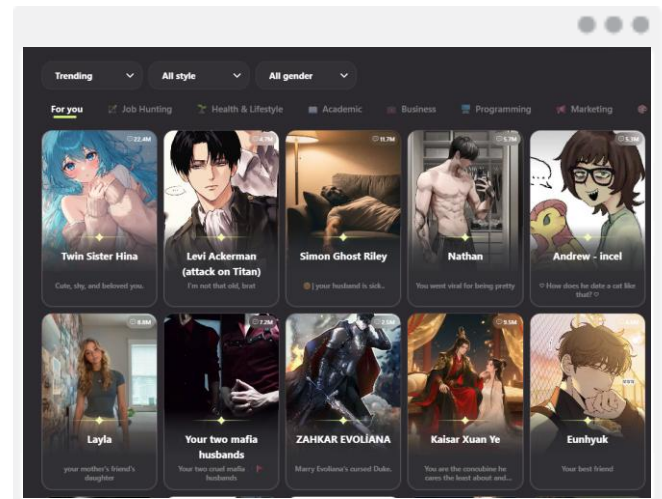 Trending
All style
All gender
For you
Job Hunting
Health & Lifestyle
Academic
Business
Programming
Marketing
22.4M
4.7M
11.7M
5.7M
5.3M
Twin Sister Hina
Levi Ackerman
(attack on Titan)
Simon Ghost Riley
Nathan
Andrew - incel
Cute, shy, and beloved you.
I'm not that old, brat
| your husband is sick..
You went viral for being pretty
♡ How does he date a cat like
that? ♡
7.2M
5.5M
Layla
Your two mafia
husbands
ZAHKAR EVOLİANA
Kaisar Xuan Ye
Eunhyuk
your mother's friend's
daughter
Your two cruel mafia
husbands
Marry Evoliana's cursed Duke.
You are the concubine he
cares the least about and...
Your best friend